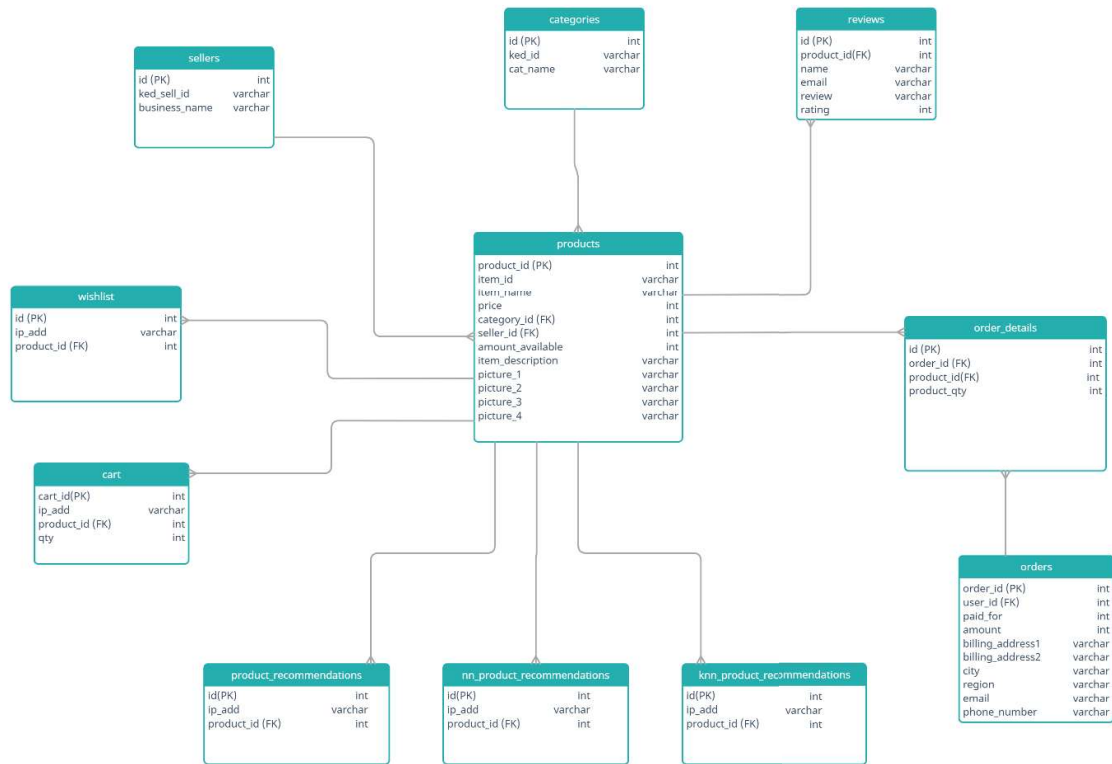 categories
id (PK) int
ked_id varchar
cat_name varchar
reviews
id (PK) int
product_id(FK) int
name varchar
email varchar
review varchar
rating int
sellers
id (PK) int
ked_sell_id varchar
business_name varchar
products
product_id (PK) int
item_id varchar
item_name varchar
price int
category_id (FK) int
seller_id (FK) int
amount_available int
item_description varchar
picture_1 varchar
picture_2 varchar
picture_3 varchar
picture_4 varchar
wishlist
id (PK) int
ip_add varchar
product_id (FK) int
order_details
id (PK) int
order_id (FK) int
product_id(FK) int
product_qty int
cart
cart_id(PK) int
ip_add varchar
product_id (FK) int
qty int
orders
order_id (PK) int
user_id (FK) int
paid_for int
amount int
billing_address1 varchar
billing_address2 varchar
city varchar
region varchar
email varchar
phone_number varchar
product_recommendations
id(PK) int
ip_add varchar
product_id (FK) int
nn_product_recommendations
id(PK) int
ip_add varchar
product_id (FK) int
knn_product_recommendations
id(PK) int
ip_add varchar
product_id (FK) int